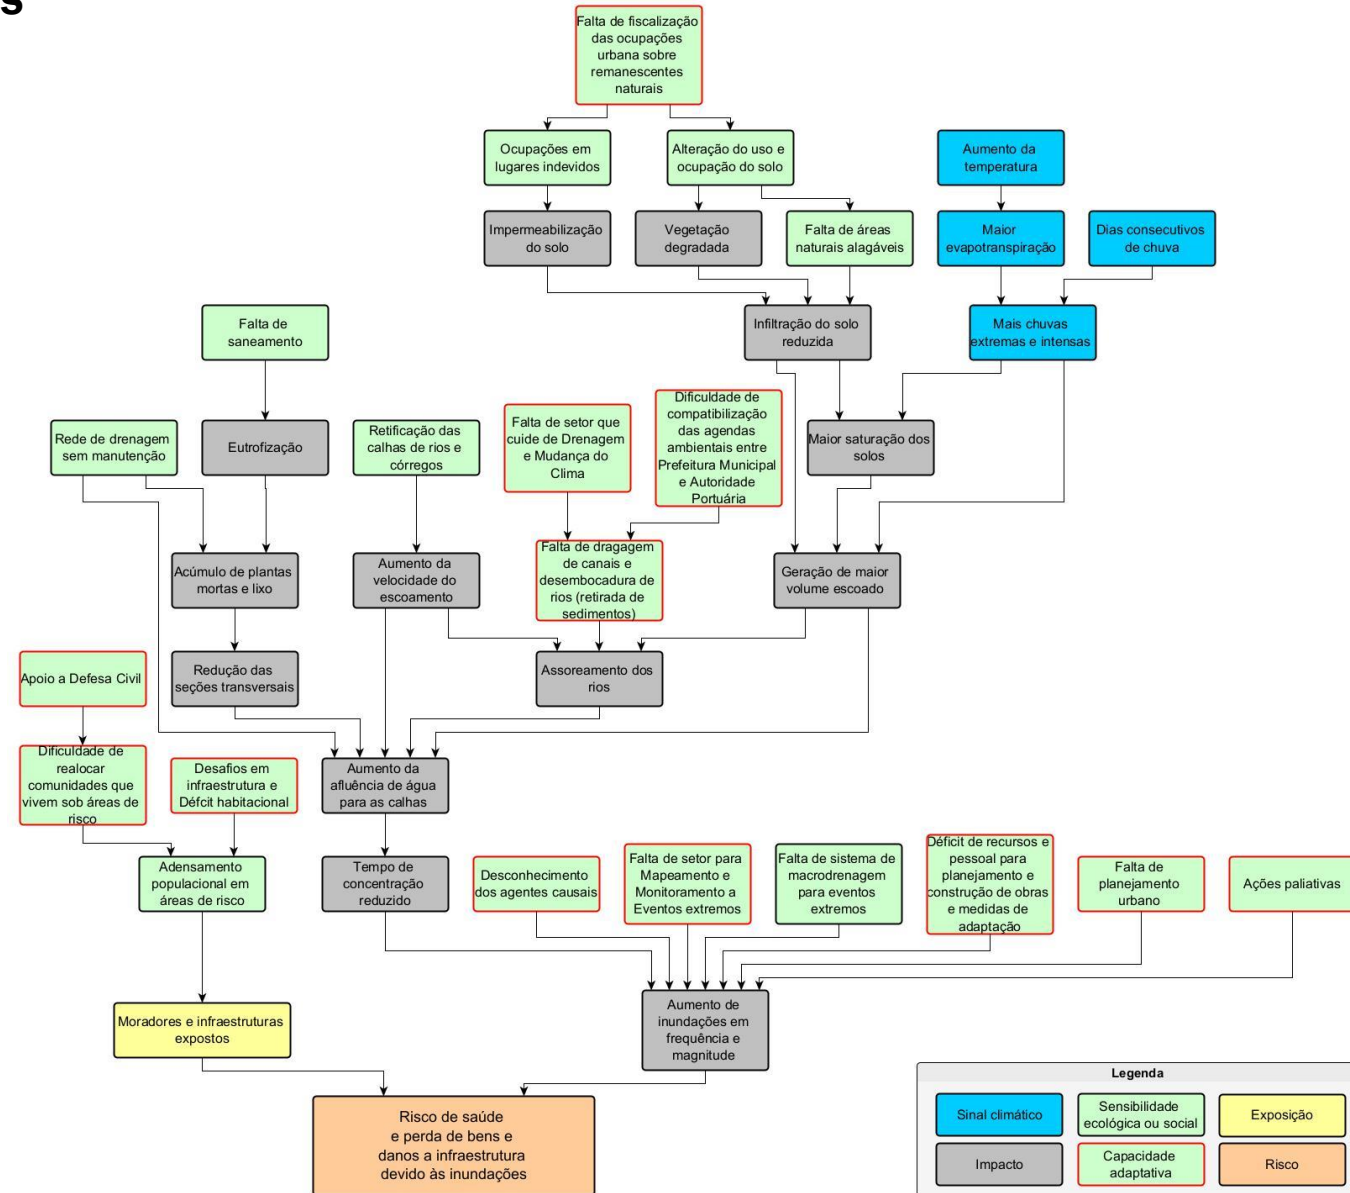 s
Falta de fiscalização
das ocupações
urbana sobre
remanescentes
naturais
Ocupações em
lugares indevidos
Alteração do uso e
ocupação do solo
Aumento da
temperatura
Impermeabilização
do solo
Vegetação
degradada
Falta de áreas
naturais alagáveis
Maior
evapotranspiração
Dias consecutivos
de chuva
Falta de
saneamento
Infiltração do solo
reduzida
Mais chuvas
extremas e intensas
Rede de drenagem
sem manutenção
Eutrofização
Retificação das
calhas de rios e
córregos
Falta de setor que
cuide de Drenagem
e Mudança do
Clima
Dificuldade de
compatibilização
das agendas
ambientais entre
Prefeitura Municipal
e Autoridade
Portuária
Maior saturação dos
solos
Acúmulo de plantas
mortas e lixo
Aumento da
velocidade do
escoamento
Falta de dragagem
de canais e
desembocadura de
rios (retirada de
sedimentos)
Geração de maior
volume escoado
Apoio a Defesa Civil
Redução das
seções transversais
Assoreamento dos
rios
Dificuldade de
realocar
comunidades que
vivem sob áreas de
risco
Desafios em
infraestrutura e
Défcit habitacional
Aumento da
afluência de água
para as calhas
Adensamento
populacional em
áreas de risco
Tempo de
concentração
reduzido
Desconhecimento
dos agentes causais
Falta de setor para
Mapeamento e
Monitoramento a
Eventos extremos
Falta de sistema de
macrodrenagem
para eventos
extremos
Déficit de recursos e
pessoal para
planejamento e
construção de obras
e medidas de
adaptação
Falta de
planejamento
urbano
Ações paliativas
Moradores e infraestruturas
expostos
Aumento de
inundações em
frequência e
magnitude
Risco de saúde
e perda de bens e
danos a infraestrutura
devido às inundações
Legenda
Sinal climático
Sensibilidade
ecológica ou social
Exposição
Impacto
Capacidade
adaptativa
Risco